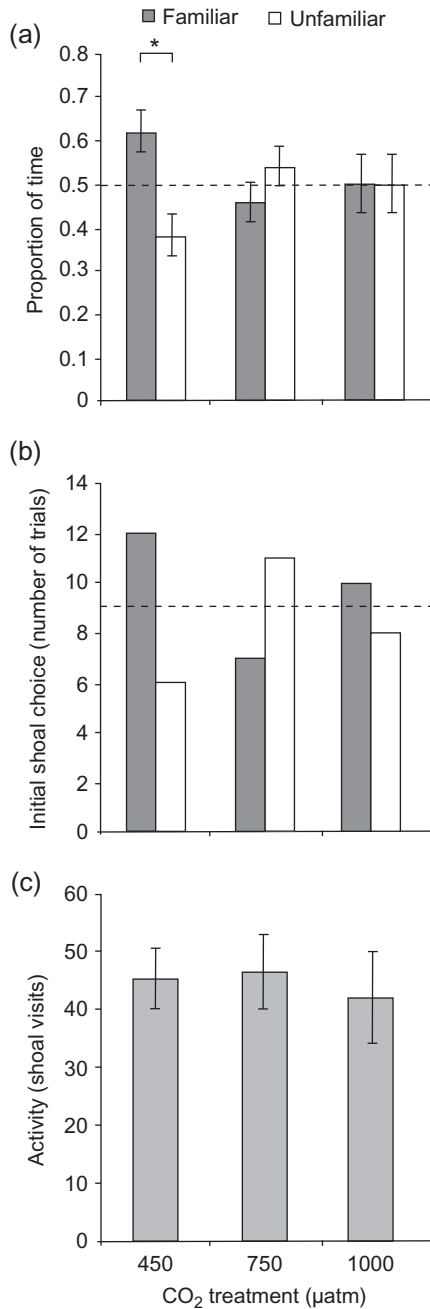 Familiar Unfamiliar
(a)
*
0.8
0.7
0.6
0.5
0.4
0.3
0.2
0.1
0
Proportion of time
(b)
14
12
10
8
6
4
2
0
Initial shoal choice (number of trials)
(c)
60
50
40
30
20
10
0
Activity (shoal visits)
450 750 1000
CO₂ treatment (µatm)